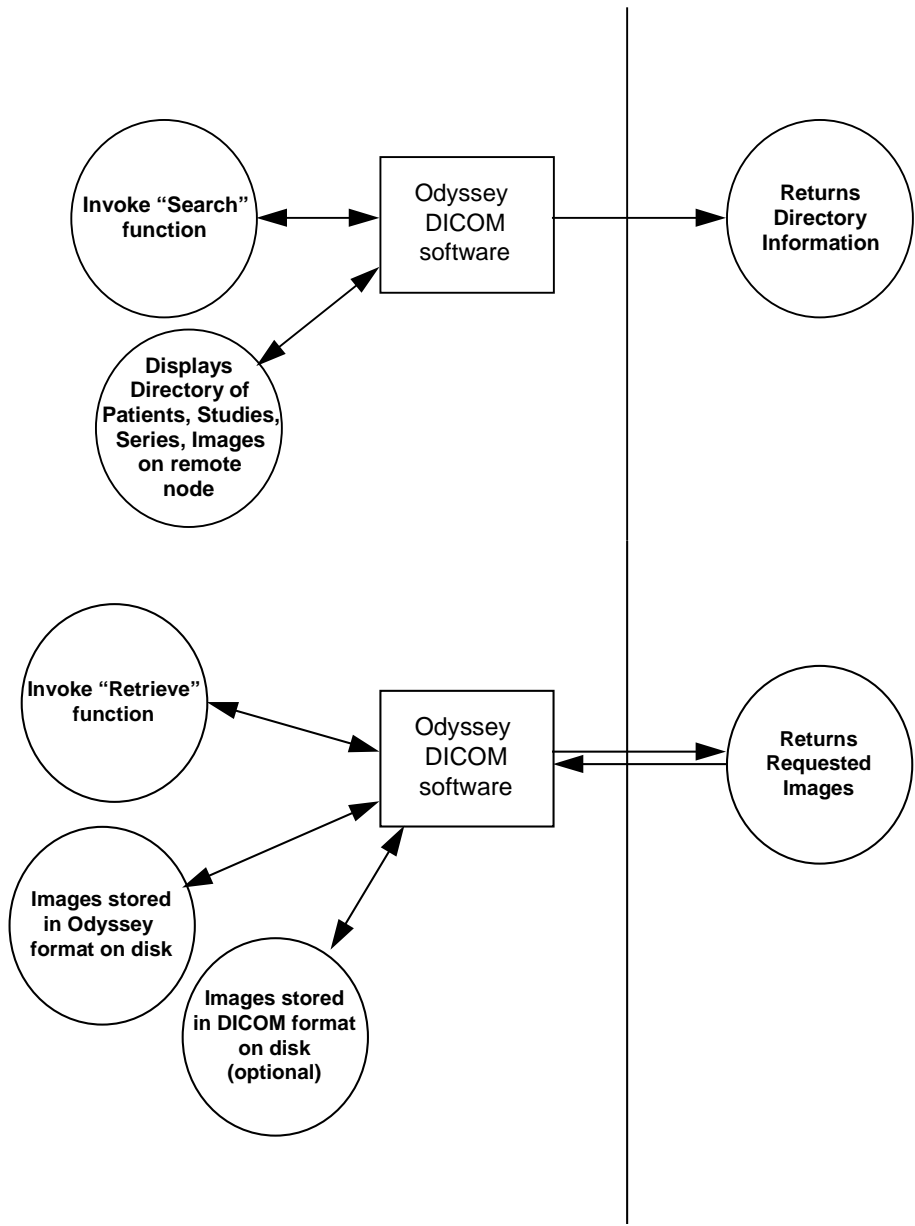 Invoke “Search”
function
Odyssey
DICOM
software
Returns
Directory
Information
Displays
Directory of
Patients, Studies,
Series, Images
on remote
node
Invoke “Retrieve”
function
Odyssey
DICOM
software
Returns
Requested
Images
Images stored
in Odyssey
format on disk
Images stored
in DICOM format
on disk
(optional)